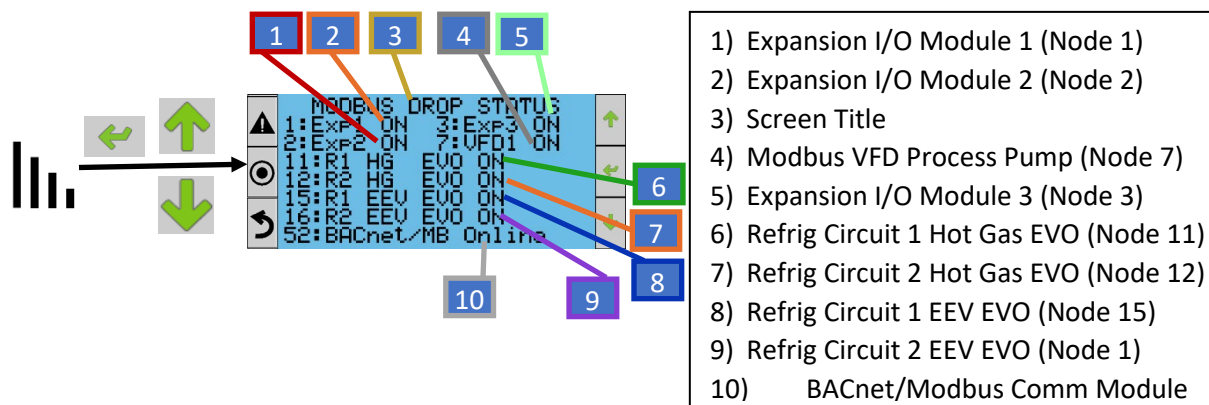 1 2 3 4 5
MODBUS DROP STATUS
1:Exp1 ON 3:Exp3 ON
2:Exp2 ON 7:VFD1 ON
11:R1 HG EVO ON
12:R2 HG EVO ON
15:R1 EEV EVO ON
16:R2 EEV EVO ON
52:BACnet/MB Online
6
7
8
9
10
1) Expansion I/O Module 1 (Node 1)
2) Expansion I/O Module 2 (Node 2)
3) Screen Title
4) Modbus VFD Process Pump (Node 7)
5) Expansion I/O Module 3 (Node 3)
6) Refrig Circuit 1 Hot Gas EVO (Node 11)
7) Refrig Circuit 2 Hot Gas EVO (Node 12)
8) Refrig Circuit 1 EEV EVO (Node 15)
9) Refrig Circuit 2 EEV EVO (Node 1)
10) BACnet/Modbus Comm Module